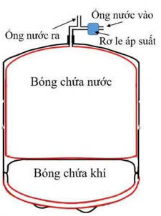 Ống nước vào
Ống nước ra
Rơ le áp suất
Bóng chứa nước
Bóng chứa khí